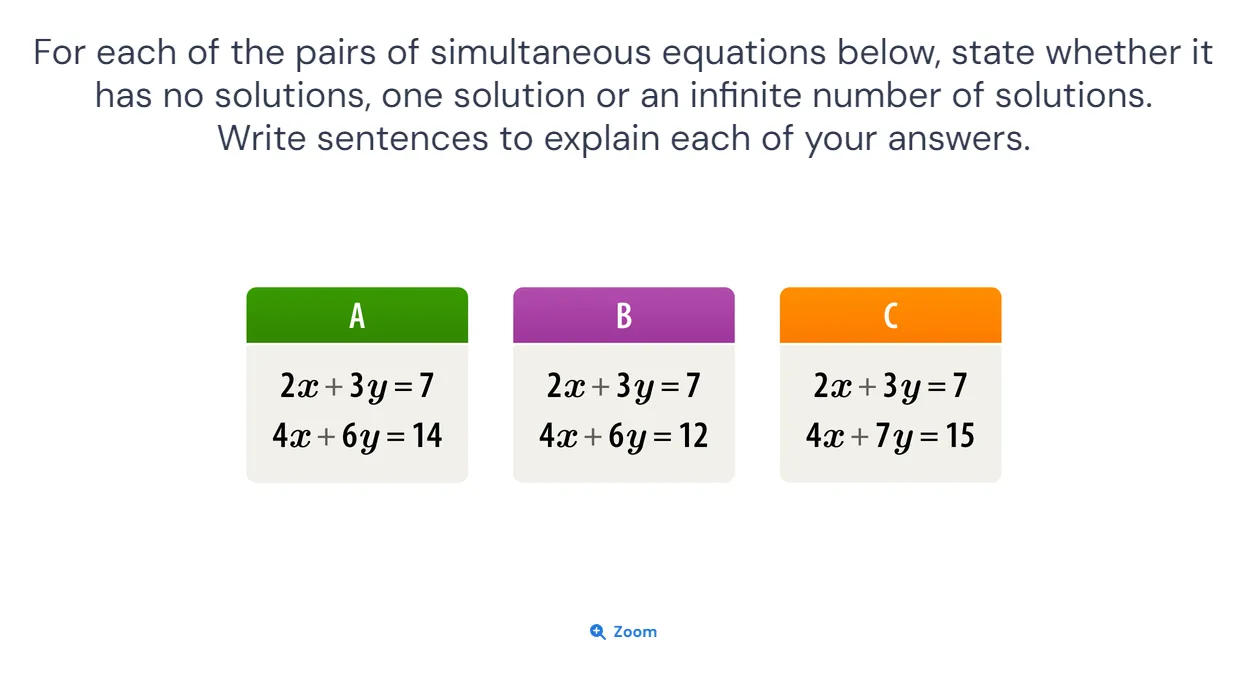 For each of the pairs of simultaneous equations below, state whether it
has no solutions, one solution or an infinite number of solutions.
Write sentences to explain each of your answers.
A
2x + 3y = 7
4x + 6y = 14
B
2x + 3y = 7
4x + 6y = 12
C
2x + 3y = 7
4x + 7y = 15
Zoom